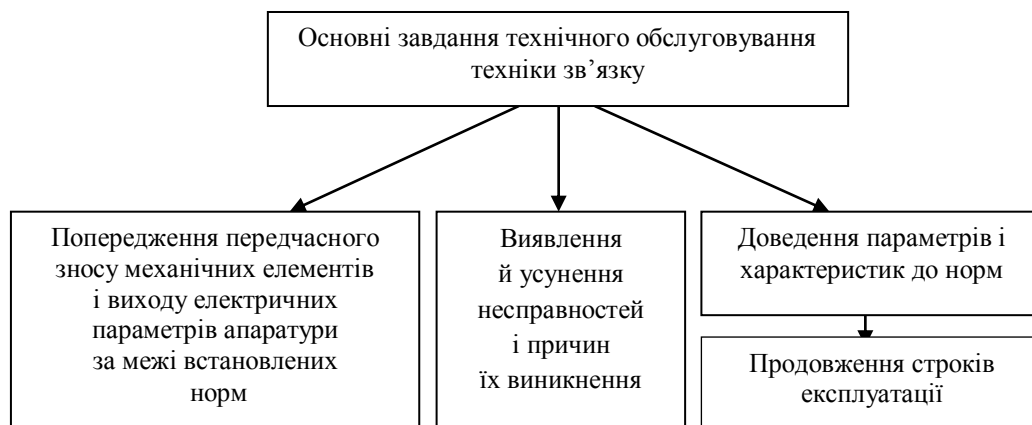 Основні завдання технічного обслуговування
техніки зв’язку
Попередження передчасного
зносу механічних елементів
і виходу електричних
параметрів апаратури
за межі встановлених
норм
Виявлення
й усунення
несправностей
і причин
їх виникнення
Доведення параметрів і
характеристик до норм
Продовження строків
експлуатації